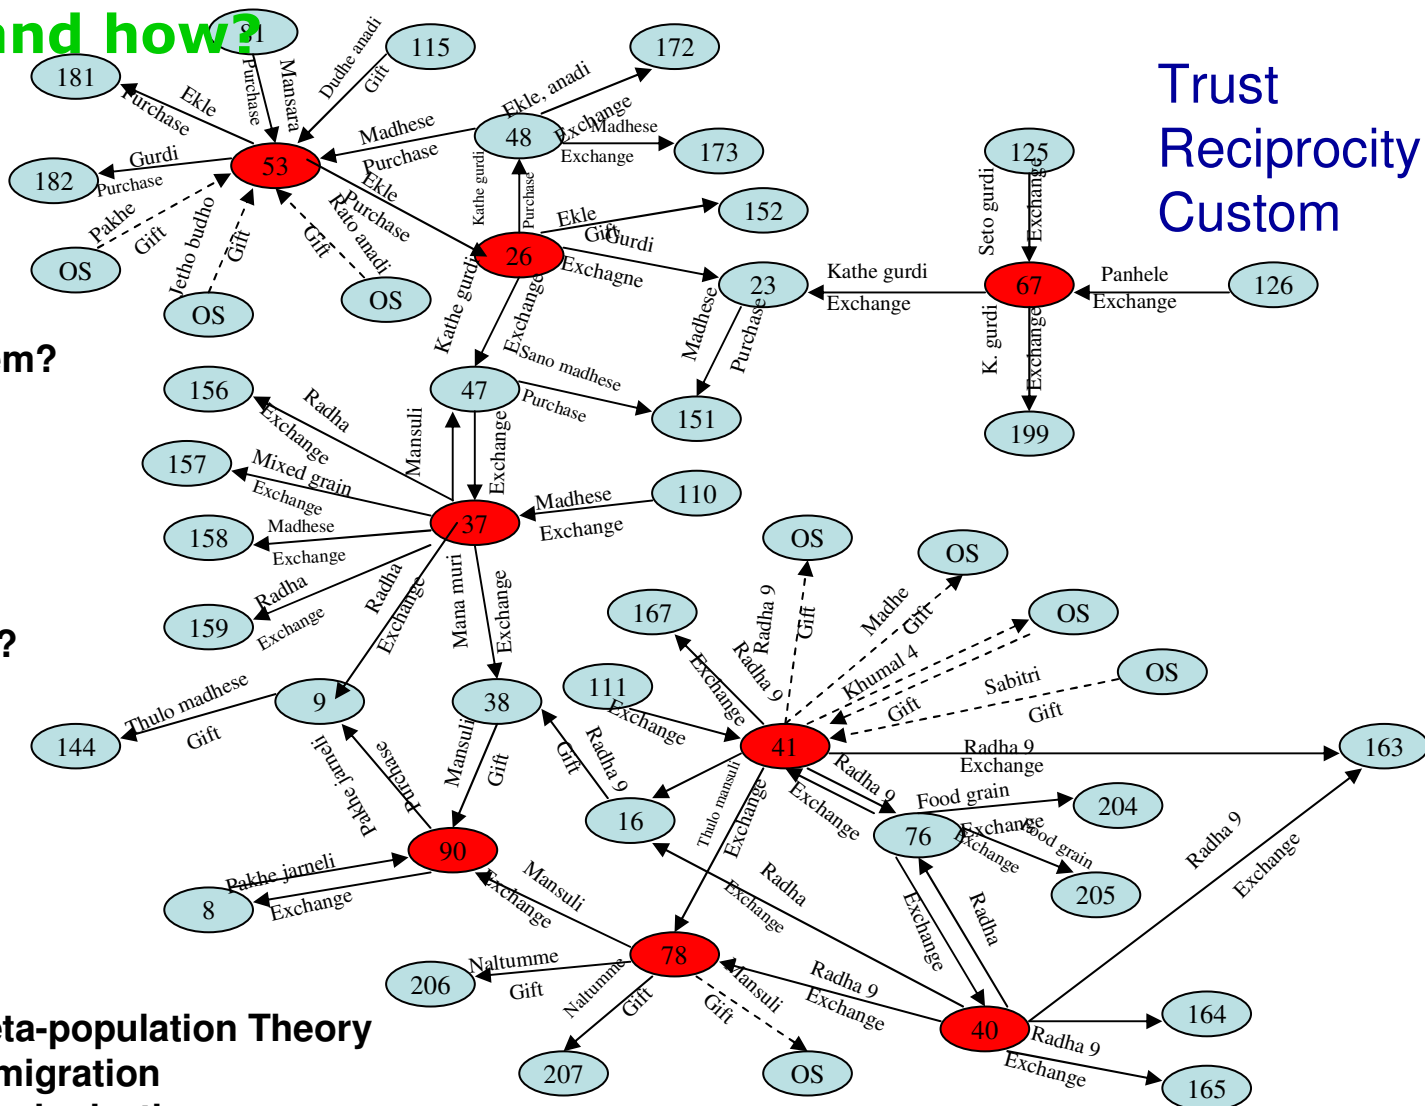 and how?
Trust
Reciprocity
Custom
em?
?
eta-population Theory
migration
81
115
172
181
Purchase
Mansara
Dudhe anadi
Gift
Ekle
Purchase
Ekle, anadi
Exchange
48
Madhese
Exchange
173
Madhese
Purchase
53
Gurdi
Purchase
182
Pakhe
Gift
OS
Jetho budho
Gift
OS
Rato anadi
Gift
OS
Ekle
Purchase
Kathe gurdi
Purchase
26
Ekle
Gift
152
Gurdi
Exchagne
23
Madhese
Purchase
151
Kathe gurdi
Exchange
125
Seto gurdi
Exchange
67
Kathe gurdi
Exchange
Panhele
Exchange
126
K. gurdi
Exchange
199
47
Sano madhese
Purchase
156
Radha
Exchange
157
Mixed grain
Exchange
158
Madhese
Exchange
159
Radha
Exchange
Mansuli
Exchange
37
Madhese
Exchange
110
Radha
Exchange
Mana muri
Exchange
9
38
144
Thulo madhese
Gift
Pakhe jarneli
Purchase
Mansuli
Gift
Radha 9
Gift
90
8
Pakhe jarneli
Exchange
Mansuli
Exchange
OS
OS
OS
OS
167
Radha 9
Exchange
Radha 9
Gift
Madhe
Gift
Khumal 4
Gift
Sabitri
Gift
111
Exchange
41
16
Radha 9
Exchange
163
Radha 9
Exchange
76
Food grain
Exchange
204
Food grain
Exchange
205
Thulo mansuli
Exchange
Radha
Exchange
Radha
Exchange
Radha 9
Exchange
78
Naltumme
Gift
206
Naltumme
Gift
207
Mansuli
Gift
OS
Radha 9
Exchange
40
164
Radha 9
Exchange
165